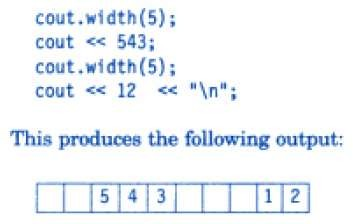 cout.width(5);
cout << 543;
cout.width(5);
cout << 12 << "\n";
This produces the following output:
5 4 3 1 2